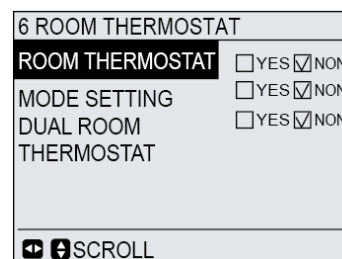 6 ROOM THERMOSTAT
ROOM THERMOSTAT YES NON
MODE SETTING YES NON
DUAL ROOM YES NON
THERMOSTAT
SCROLL